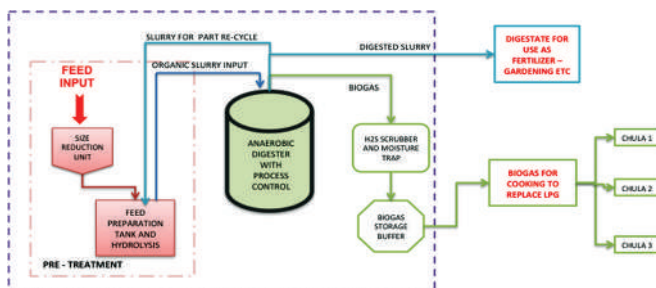 SLURRY FOR PART RE-CYCLE
DIGESTED SLURRY
DIGESTATE FOR
USE AS
FERTILIZER –
GARDENING ETC
FEED
INPUT
ORGANIC SLURRY INPUT
BIOGAS
SIZE
REDUCTION
UNIT
ANAEROBIC
DIGESTER
WITH
PROCESS
CONTROL
H2S SCRUBBER
AND MOISTURE
TRAP
CHULA 1
BIOGAS FOR
COOKING TO
REPLACE LPG
CHULA 2
FEED
PREPARATION
TANK AND
HYDROLYSIS
BIOGAS
STORAGE
BUFFER
CHULA 3
PRE - TREATMENT